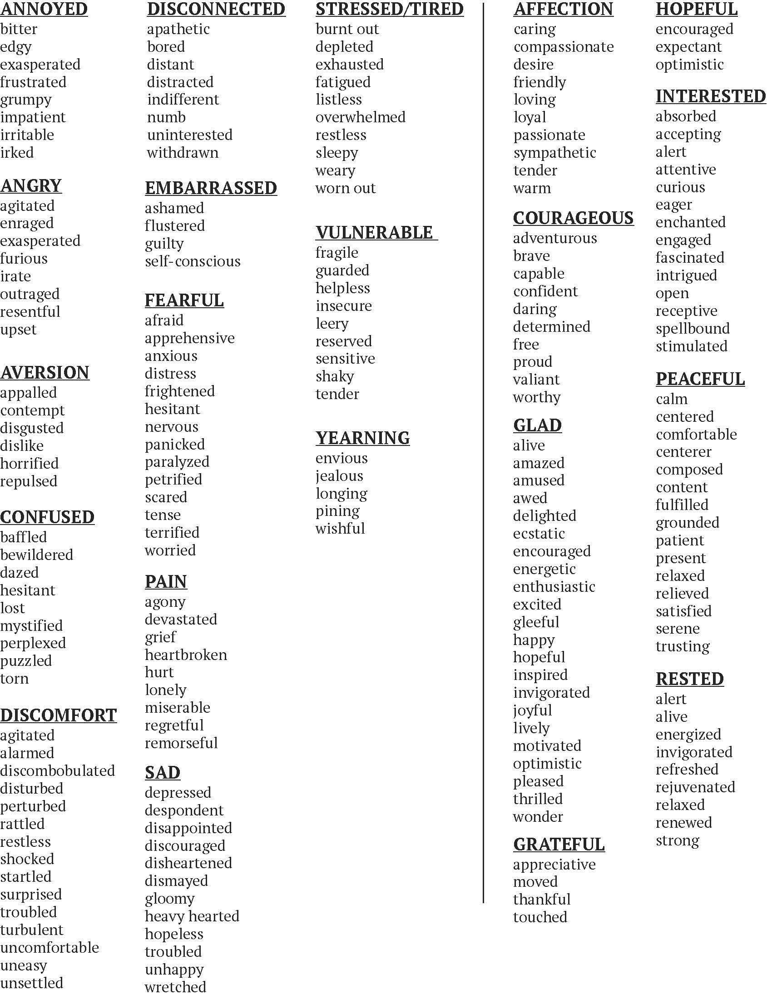 ANNOYED
bitter
edgy
exasperated
frustrated
grumpy
impatient
irritable
irked
ANGRY
agitated
enraged
exasperated
furious
irate
outraged
resentful
upset
AVERSION
appalled
contempt
disgusted
dislike
horrified
repulsed
CONFUSED
baffled
bewildered
dazed
hesitant
lost
mystified
perplexed
puzzled
torn
DISCOMFORT
agitated
alarmed
discombobulated
disturbed
perturbed
rattled
restless
shocked
startled
surprised
troubled
turbulent
uncomfortable
uneasy
unsettled
DISCONNECTED
apathetic
bored
distant
distracted
indifferent
numb
uninterested
withdrawn
EMBARRASSED
ashamed
flustered
guilty
self-conscious
FEARFUL
afraid
apprehensive
anxious
distress
frightened
hesitant
nervous
panicked
paralyzed
petrified
scared
tense
terrified
worried
PAIN
agony
devastated
grief
heartbroken
hurt
lonely
miserable
regretful
remorseful
SAD
depressed
despondent
disappointed
discouraged
disheartened
dismayed
gloomy
heavy hearted
hopeless
troubled
unhappy
wretched
STRESSED/TIRED
burnt out
depleted
exhausted
fatigued
listless
overwhelmed
restless
sleepy
weary
worn out
VULNERABLE
fragile
guarded
helpless
insecure
leery
reserved
sensitive
shaky
tender
YEARNING
envious
jealous
longing
pining
wishful
AFFECTION
caring
compassionate
desire
friendly
loving
loyal
passionate
sympathetic
tender
warm
COURAGEOUS
adventurous
brave
capable
confident
daring
determined
free
proud
valiant
worthy
GLAD
alive
amazed
amused
awed
delighted
ecstatic
encouraged
energetic
enthusiastic
excited
gleeful
happy
hopeful
inspired
invigorated
joyful
lively
motivated
optimistic
pleased
thrilled
wonder
GRATEFUL
appreciative
moved
thankful
touched
HOPEFUL
encouraged
expectant
optimistic
INTERESTED
absorbed
accepting
alert
attentive
curious
eager
enchanted
engaged
fascinated
intrigued
open
receptive
spellbound
stimulated
PEACEFUL
calm
centered
comfortable
centerer
composed
content
fulfilled
grounded
patient
present
relaxed
relieved
satisfied
serene
trusting
RESTED
alert
alive
energized
invigorated
refreshed
rejuvenated
relaxed
renewed
strong